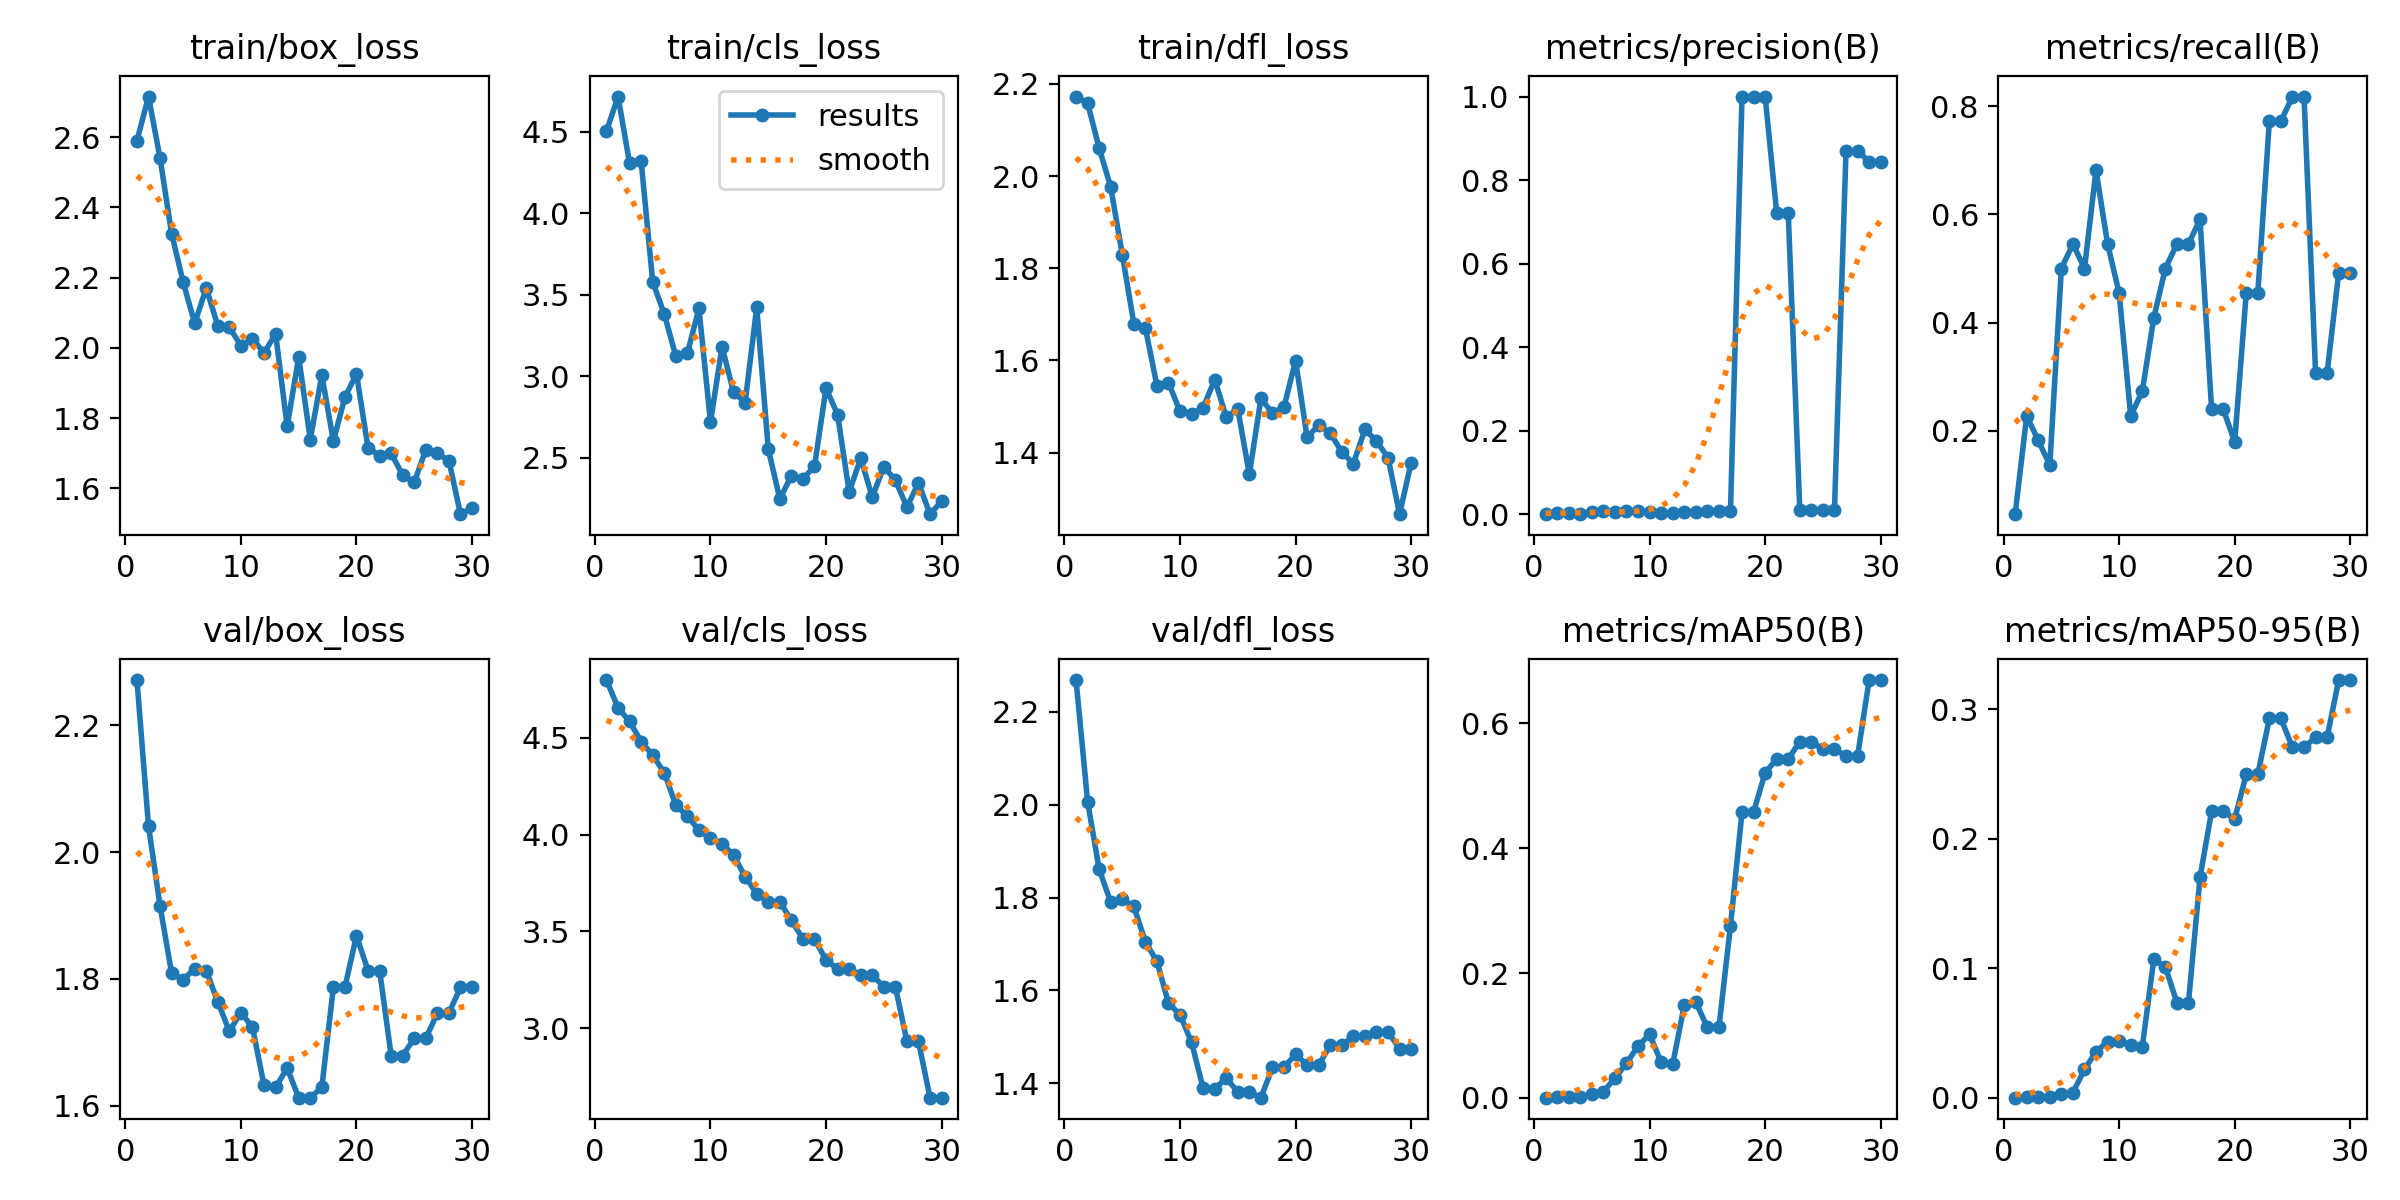 train/box_loss
2.6
2.4
2.2
2.0
1.8
1.6
0 10 20 30
train/cls_loss
results
smooth
4.5
4.0
3.5
3.0
2.5
0 10 20 30
train/dfl_loss
2.2
2.0
1.8
1.6
1.4
0 10 20 30
metrics/precision(B)
1.0
0.8
0.6
0.4
0.2
0.0
0 10 20 30
metrics/recall(B)
0.8
0.6
0.4
0.2
0 10 20 30
val/box_loss
2.2
2.0
1.8
1.6
0 10 20 30
val/cls_loss
4.5
4.0
3.5
3.0
0 10 20 30
val/dfl_loss
2.2
2.0
1.8
1.6
1.4
0 10 20 30
metrics/mAP50(B)
0.6
0.4
0.2
0.0
0 10 20 30
metrics/mAP50-95(B)
0.3
0.2
0.1
0.0
0 10 20 30